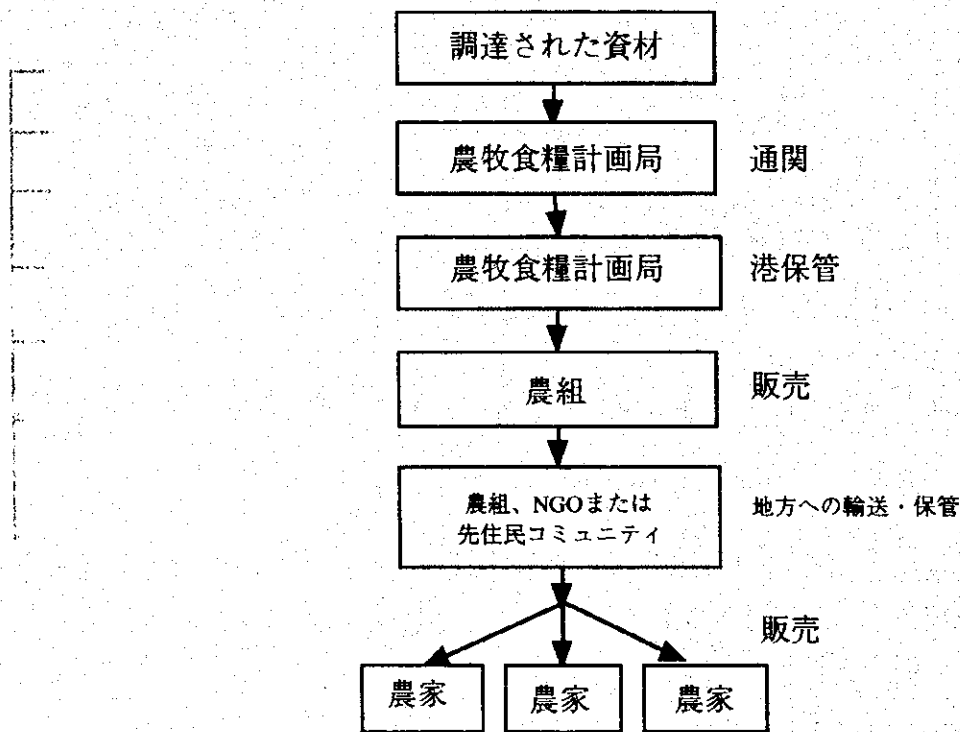 調達された資材
農牧食糧計画局
通関
農牧食糧計画局
港保管
農組
販売
農組、NGOまたは
先住民コミュニティ
地方への輸送・保管
販売
農家
農家
農家